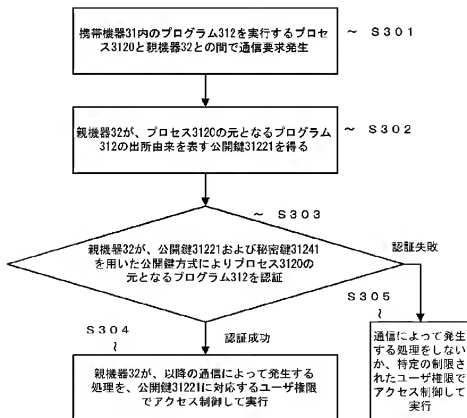 携帯機器31内のプログラム312を実行するプロセ
ス3120と親機器32との間で通信要求発生
~ S301
親機器32が、プロセス3120の元となるプログラム
312の出所由来を表す公開鍵31221を得る
~ S302
~ S303
親機器32が、公開鍵31221および秘密鍵31241
を用いた公開鍵方式によりプロセス3120の
元となるプログラム312を認証
認証失敗
S305
~
S304
~
認証成功
親機器32が、以降の通信によって発生する
処理を、公開鍵31221に対応するユーザ権限
でアクセス制御して実行
通信によって発生
する処理をしない
か、特定の制限さ
れたユーザ権限で
アクセス制御して
実行